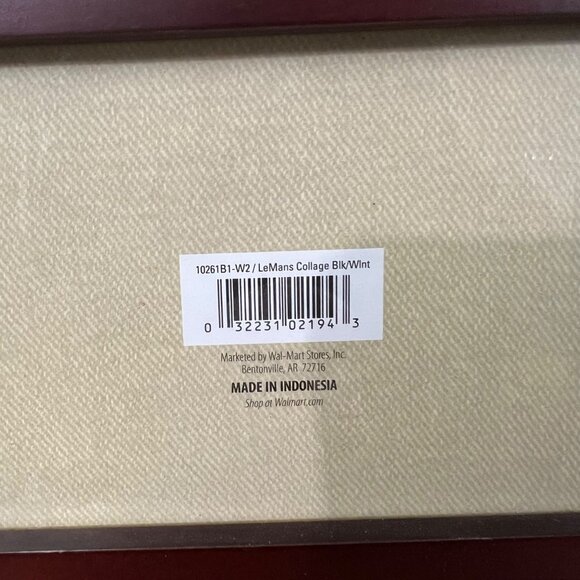 10261B1-W2 / LeMans Collage Blk/Wlnt
0 32231 02194 3
Marketed by Wal-Mart Stores, Inc.
Bentonville, AR 72716
MADE IN INDONESIA
Shop at Walmart.com